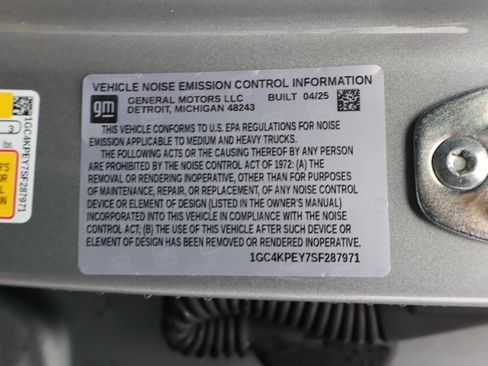 VEHICLE NOISE EMISSION CONTROL INFORMATION
gm
GENERAL MOTORS LLC BUILT 04/25
DETROIT, MICHIGAN 48243
THIS VEHICLE CONFORMS TO U.S. EPA REGULATIONS FOR NOISE
EMISSION APPLICABLE TO MEDIUM AND HEAVY TRUCKS.
THE FOLLOWING ACTS OR THE CAUSING THEREOF BY ANY PERSON
ARE PROHIBITED BY THE NOISE CONTROL ACT OF 1972: (A) THE
REMOVAL OR RENDERING INOPERATIVE, OTHER THAN FOR PURPOSES
OF MAINTENANCE, REPAIR, OR REPLACEMENT, OF ANY NOISE CONTROL
DEVICE OR ELEMENT OF DESIGN (LISTED IN THE OWNER'S MANUAL)
INCORPORATED INTO THIS VEHICLE IN COMPLIANCE WITH THE NOISE
CONTROL ACT; (B) THE USE OF THIS VEHICLE AFTER SUCH DEVICE OR
ELEMENT OF DESIGN HAS BEEN REMOVED OR RENDERED INOPERATIVE.
1GC4KPEY7SF287971
1GC4KPEY7SF287971
3
lbs